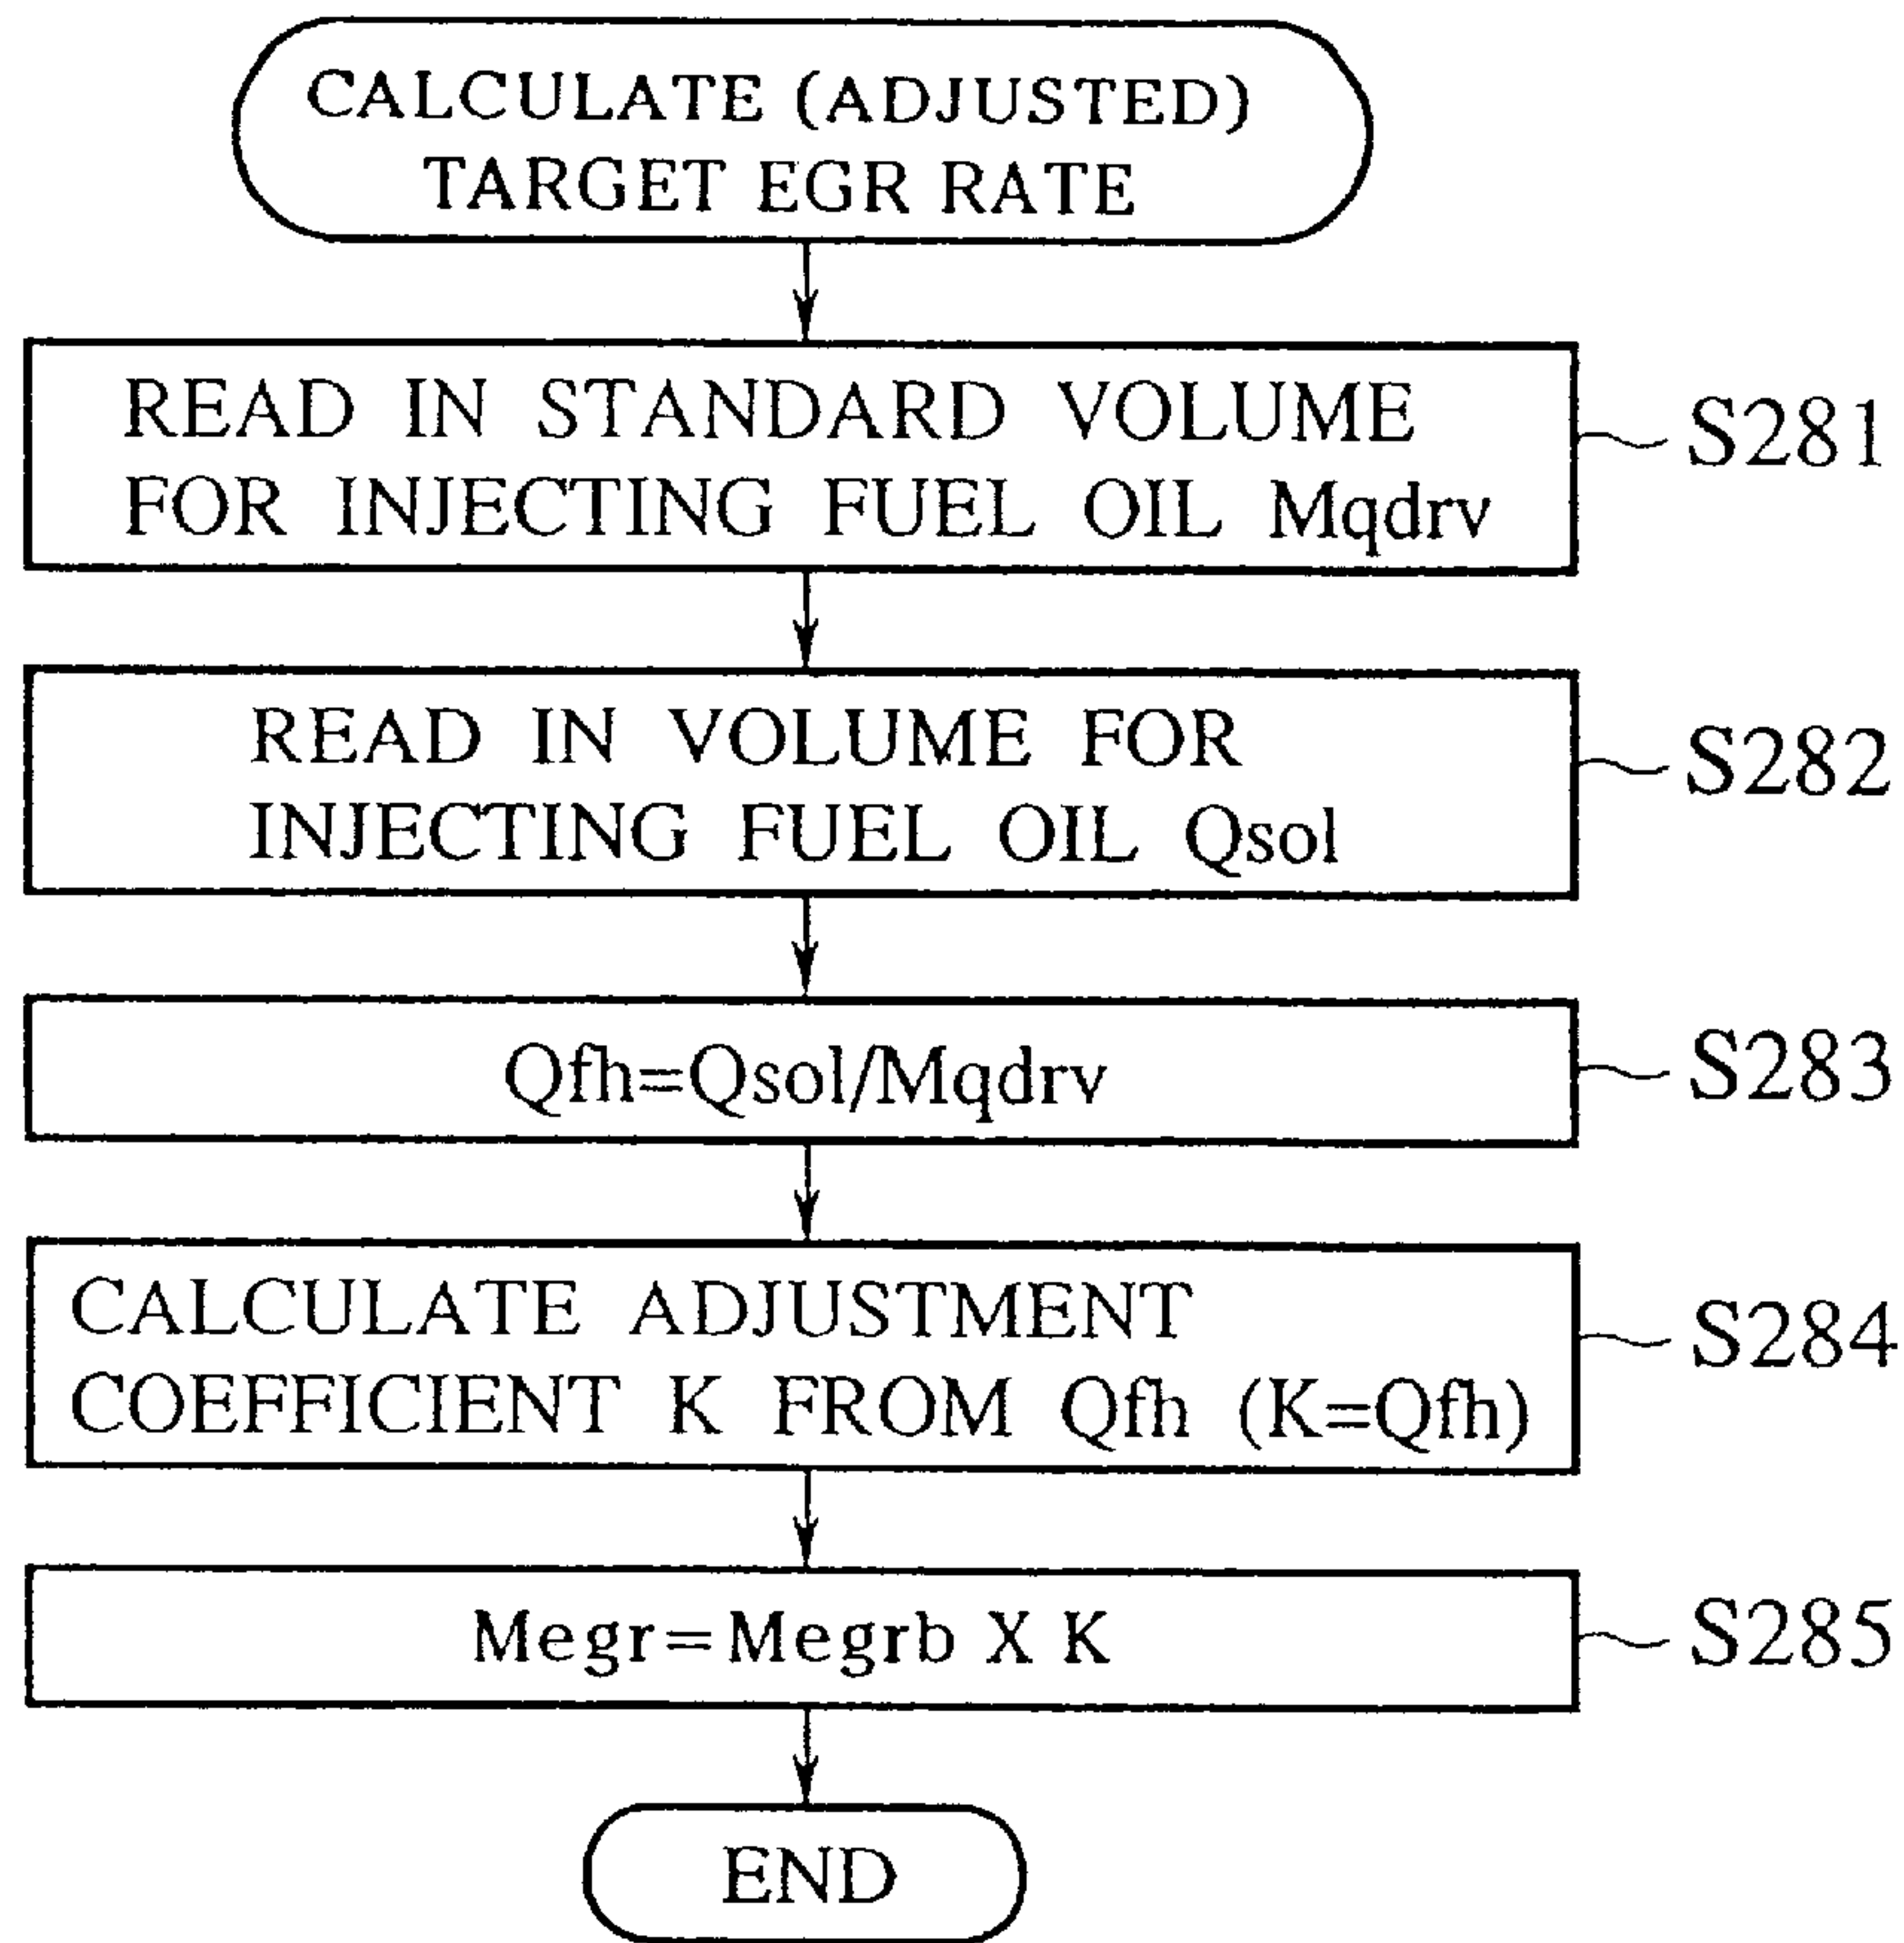 CALCULATE (ADJUSTED)
TARGET EGR RATE
READ IN STANDARD VOLUME
FOR INJECTING FUEL OIL Mqdrv
S281
READ IN VOLUME FOR
INJECTING FUEL OIL Qsol
S282
Qfh=Qsol/Mqdrv
S283
CALCULATE ADJUSTMENT
COEFFICIENT K FROM Qfh (K=Qfh)
S284
Megr=Megrb X K
S285
END